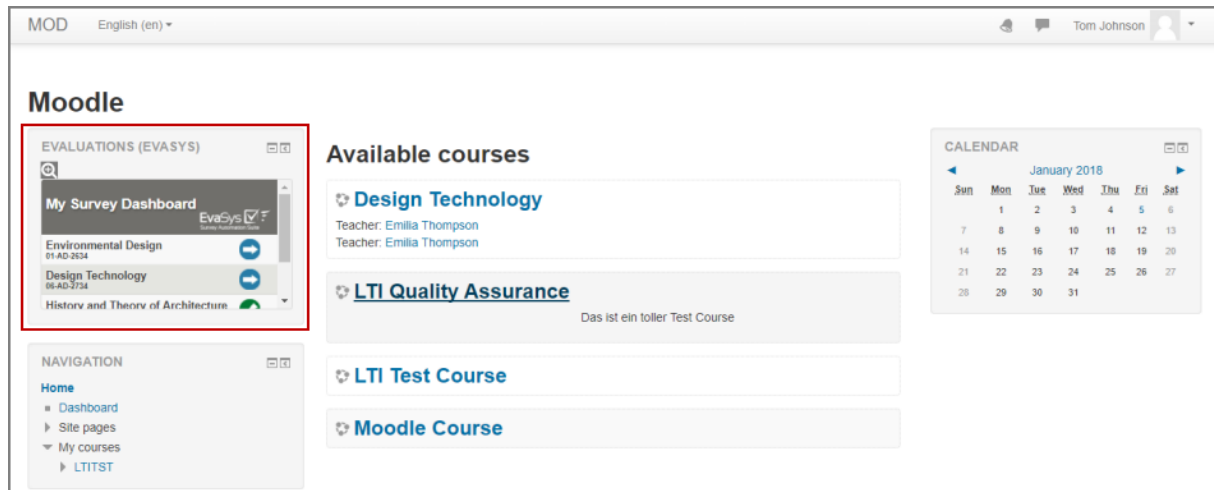 MOD English (en)
Tom Johnson
Moodle
EVALUATIONS (EVASYS)
My Survey Dashboard
EvaSys
Survey Automation Suite
Environmental Design
01-AD-2634
Design Technology
06-AD-2734
History and Theory of Architecture
NAVIGATION
Home
Dashboard
Site pages
My courses
LTITST
Available courses
Design Technology
Teacher: Emilia Thompson
Teacher: Emilia Thompson
LTI Quality Assurance
Das ist ein toller Test Course
LTI Test Course
Moodle Course
CALENDAR
January 2018
Sun Mon Tue Wed Thu Fri Sat
1 2 3 4 5 6
7 8 9 10 11 12 13
14 15 16 17 18 19 20
21 22 23 24 25 26 27
28 29 30 31